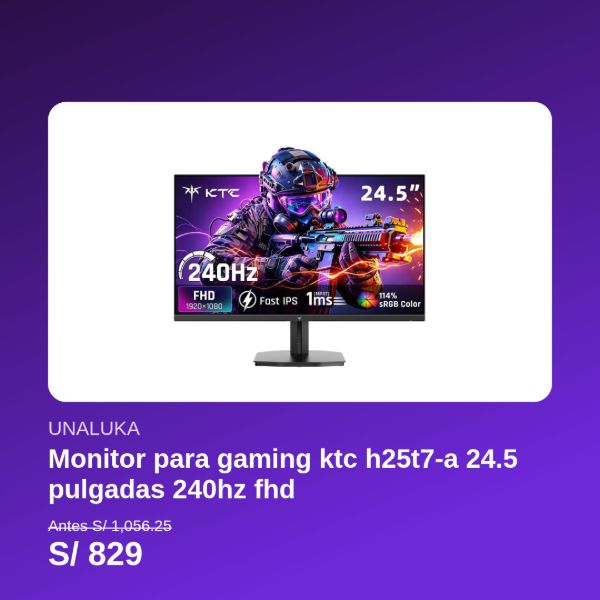 KTC
24.5"
240Hz
FHD
1920×1080
Fast IPS
1ms
114%
sRGB Color
UNALUKA
Monitor para gaming ktc h25t7-a 24.5
pulgadas 240hz fhd
Antes S/ 1,056.25
S/ 829